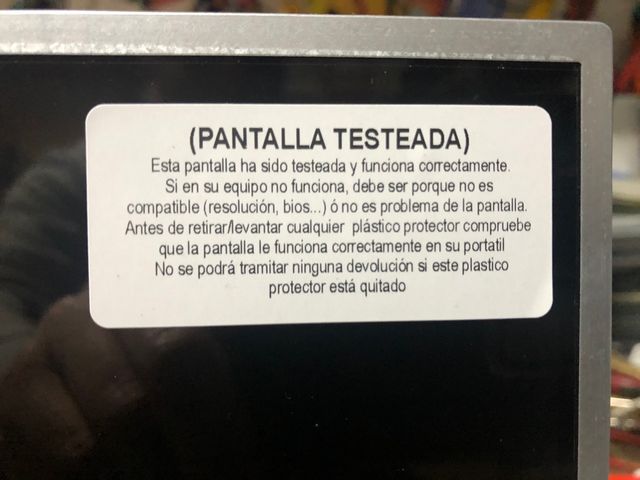 (PANTALLA TESTEADA)
Esta pantalla ha sido testeada y funciona correctamente.
Si en su equipo no funciona, debe ser porque no es
compatible (resolución, bios...) ó no es problema de la pantalla.
Antes de retirar/levantar cualquier plástico protector compruebe
que la pantalla le funciona correctamente en su portatil
No se podrá tramitar ninguna devolución si este plastico
protector está quitado